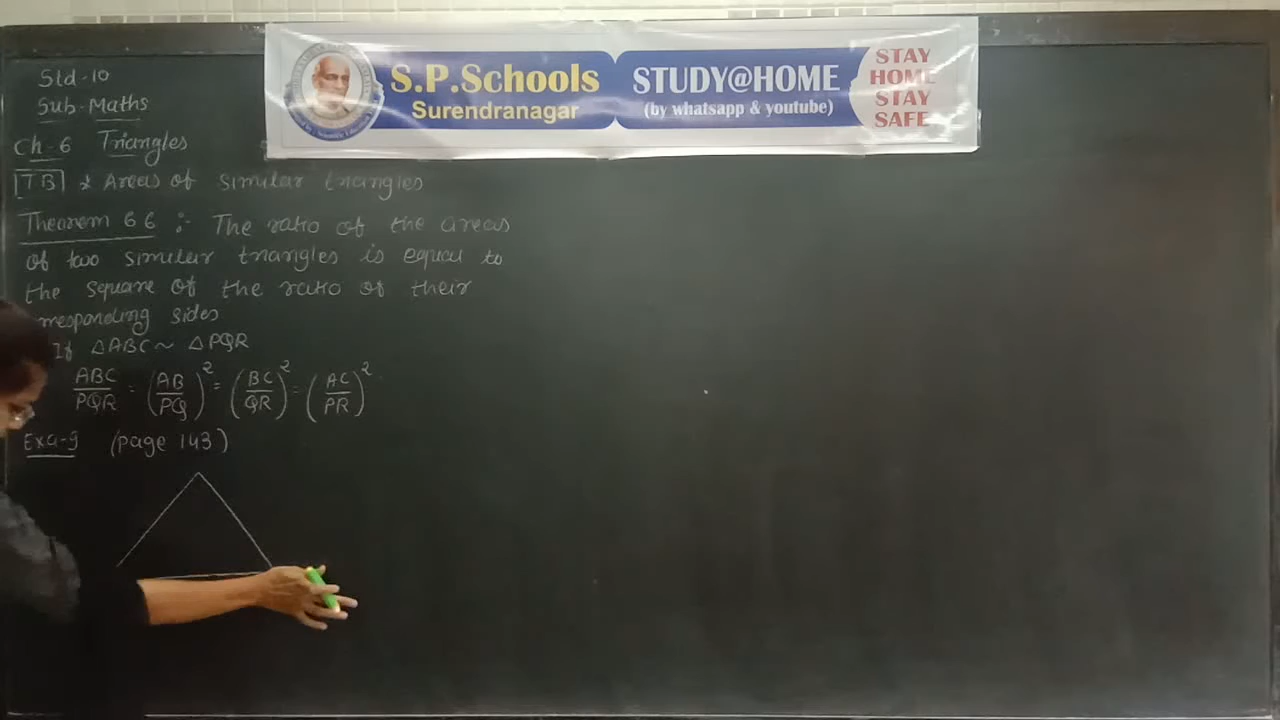 S.P.Schools
Surendranagar
STUDY@HOME
(by whatsapp & youtube)
STAY
HOME
STAY
SAFE
Std-10
Sub-Maths
Ch-6 Triangles
TB * Areas of similar triangles
Theorem 6 6 :- The ratio of the areas
of two similar triangles is equal to
the square of the ratio of their
responding sides
If △ABC ~ △PQR
ABC/PQR = (AB/PQ)² = (BC/QR)² = (AC/PR)²
Exa-9 (page 143)